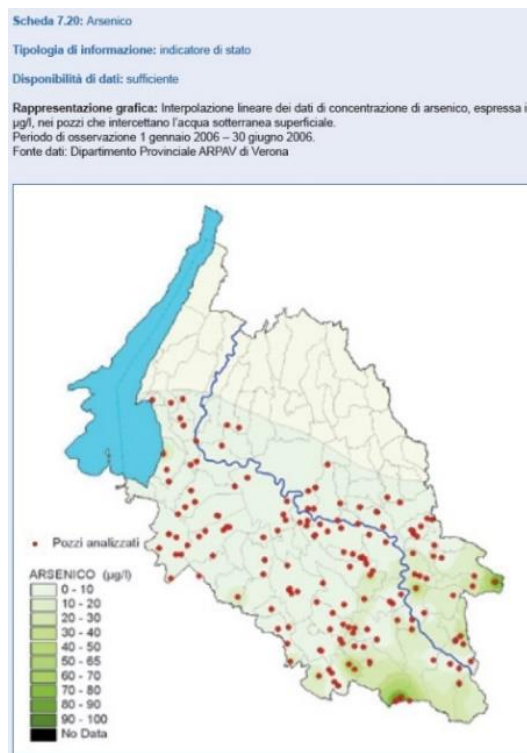 Scheda 7.20: Arsenico
Tipologia di informazione: indicatore di stato
Disponibilità di dati: sufficiente
Rappresentazione grafica: Interpolazione lineare dei dati di concentrazione di arsenico, espressa i
µg/l, nei pozzi che intercettano l'acqua sotterranea superficiale.
Periodo di osservazione 1 gennaio 2006 – 30 giugno 2006.
Fonte dati: Dipartimento Provinciale ARPAV di Verona
Pozzi analizzati
ARSENICO (µg/l)
0 - 10
10 - 20
20 - 30
30 - 40
40 - 50
50 - 65
60 - 70
70 - 80
80 - 90
90 - 100
No Data